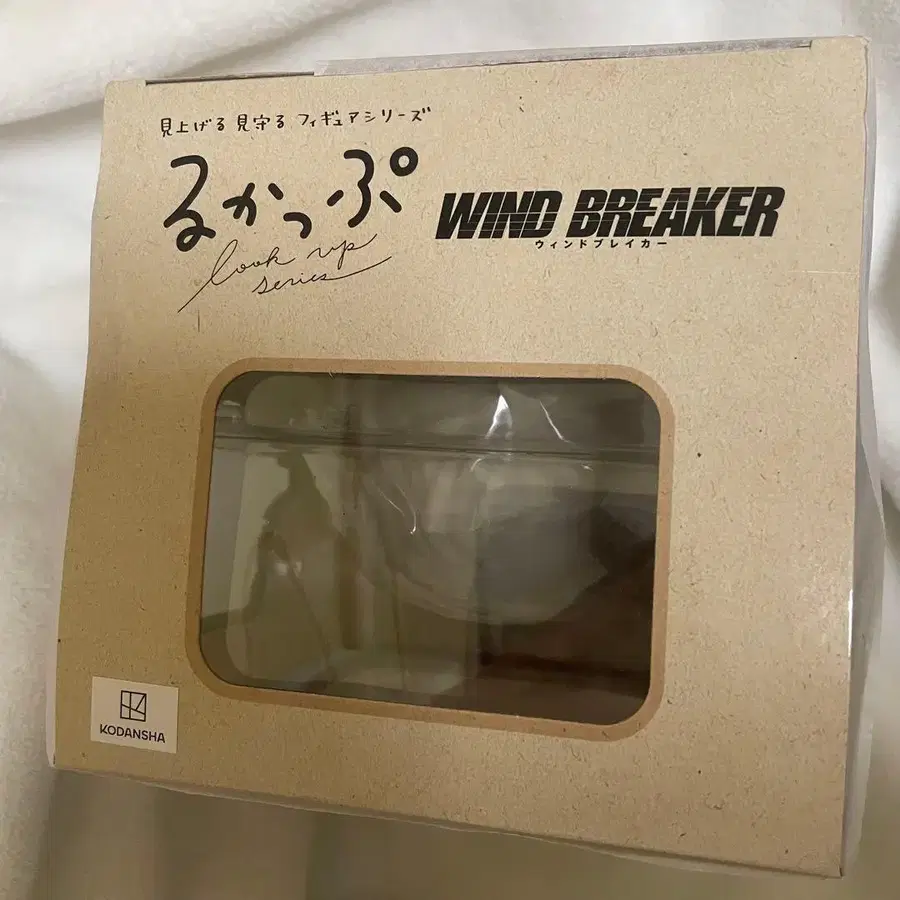 見上げる 見守る フィギュアシリーズ
るかっぷ
look up
series
WIND BREAKER
ウィンドブレイカー
KODANSHA